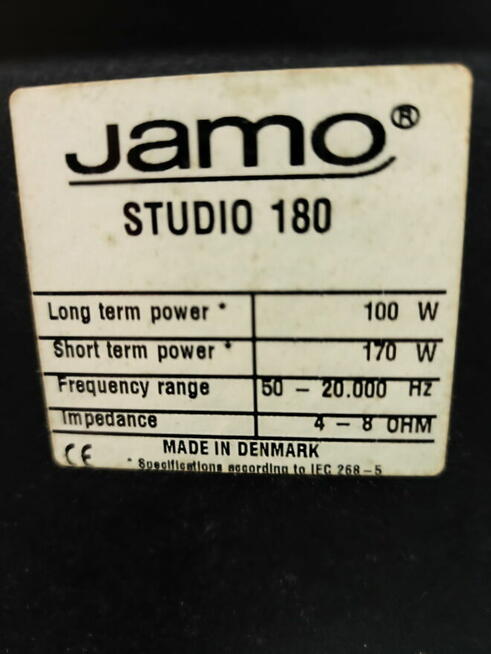 Jamo®
STUDIO 180
Long term power * 100 W
Short term power * 170 W
Frequency range 50 – 20.000 Hz
Impedance 4 – 8 OHM
CE MADE IN DENMARK
* Specifications according to IEC 268-5